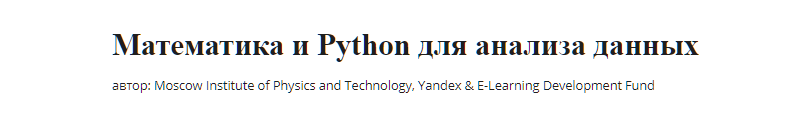 Математика и Python для анализа данных
автор: Moscow Institute of Physics and Technology, Yandex & E-Learning Development Fund